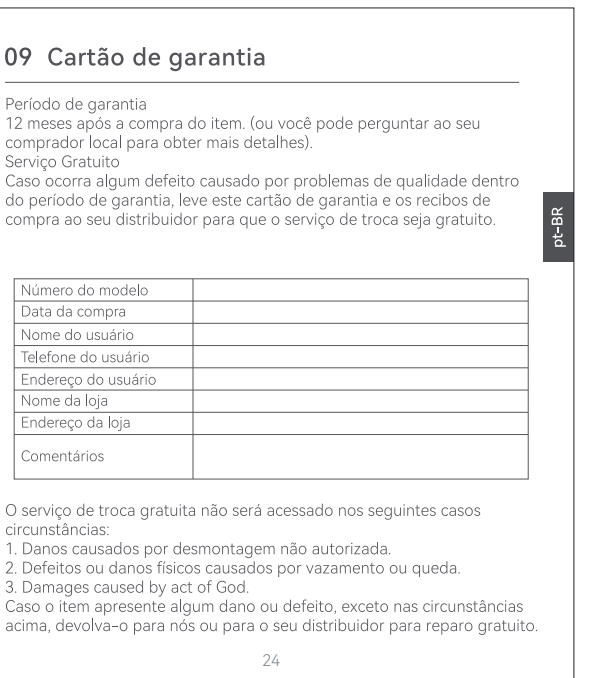 09 Cartão de garantia
Período de garantia
12 meses após a compra do item. (ou você pode perguntar ao seu
comprador local para obter mais detalhes).
Serviço Gratuito
Caso ocorra algum defeito causado por problemas de qualidade dentro
do período de garantia, leve este cartão de garantia e os recibos de
compra ao seu distribuidor para que o serviço de troca seja gratuito.
pt-BR
Número do modelo
Data da compra
Nome do usuário
Telefone do usuário
Endereço do usuário
Nome da loja
Endereço da loja
Comentários
O serviço de troca gratuita não será acessado nos seguintes casos
circunstâncias:
1. Danos causados por desmontagem não autorizada.
2. Defeitos ou danos físicos causados por vazamento ou queda.
3. Damages caused by act of God.
Caso o item apresente algum dano ou defeito, exceto nas circunstâncias
acima, devolva-o para nós ou para o seu distribuidor para reparo gratuito.
24